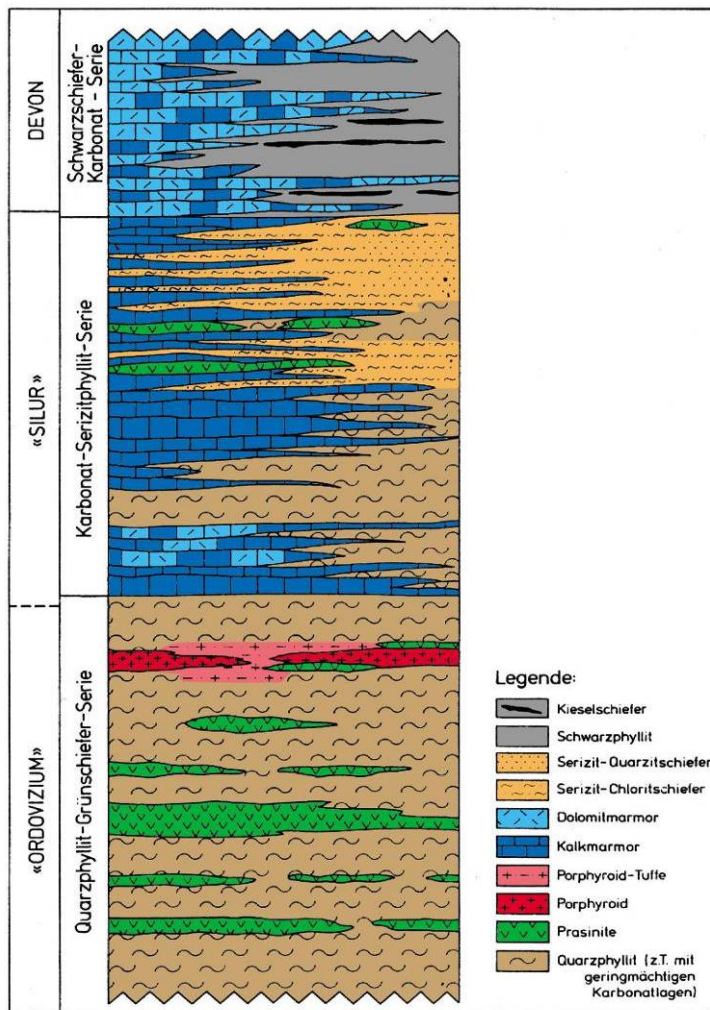 DEVON
Schwarzschiefer-
Karbonat-Serie
«SILUR»
Karbonat-Serizitphyllit-Serie
«ORDOVIZIUM»
Quarzphyllit-Grünschiefer-Serie
Legende:
Kieselschiefer
Schwarzphyllit
Serizit-Quarzitschiefer
Serizit-Chloritschiefer
Dolomitmarmor
Kalkmarmor
Porphyroid-Tuffe
Porphyroid
Prasinite
Quarzphyllit (z.T. mit
geringmächtigen
Karbonatlagen)